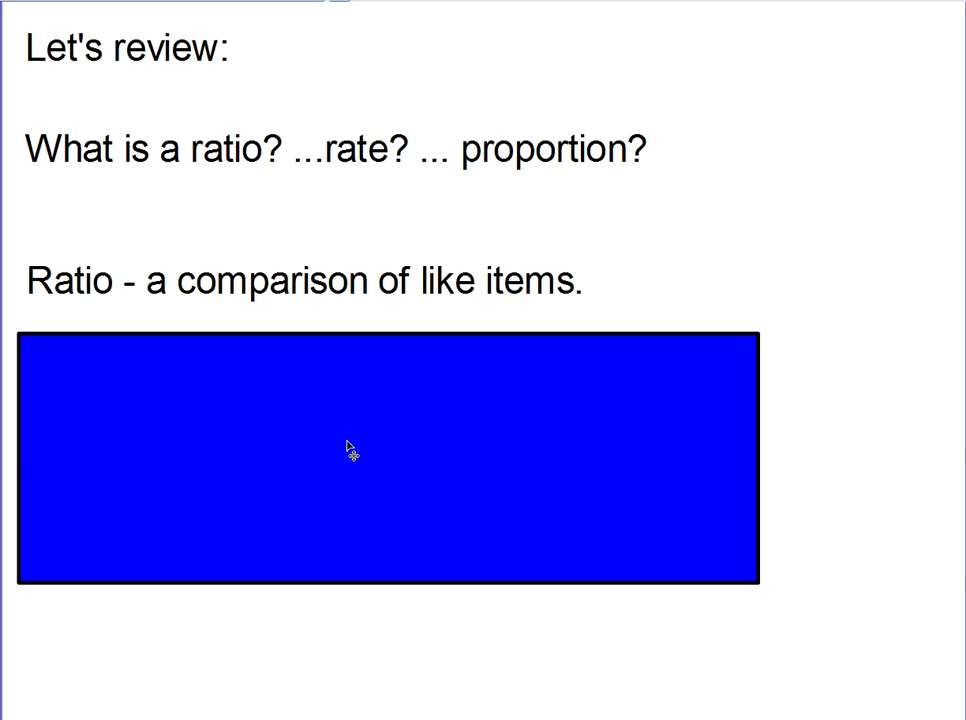 Let's review:
What is a ratio? ...rate? ... proportion?
Ratio - a comparison of like items.